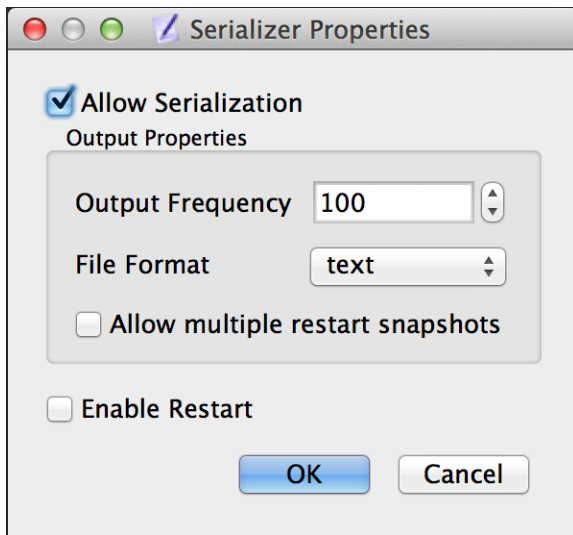 Serializer Properties
Allow Serialization
Output Properties
Output Frequency 100
File Format text
Allow multiple restart snapshots
Enable Restart
OK Cancel